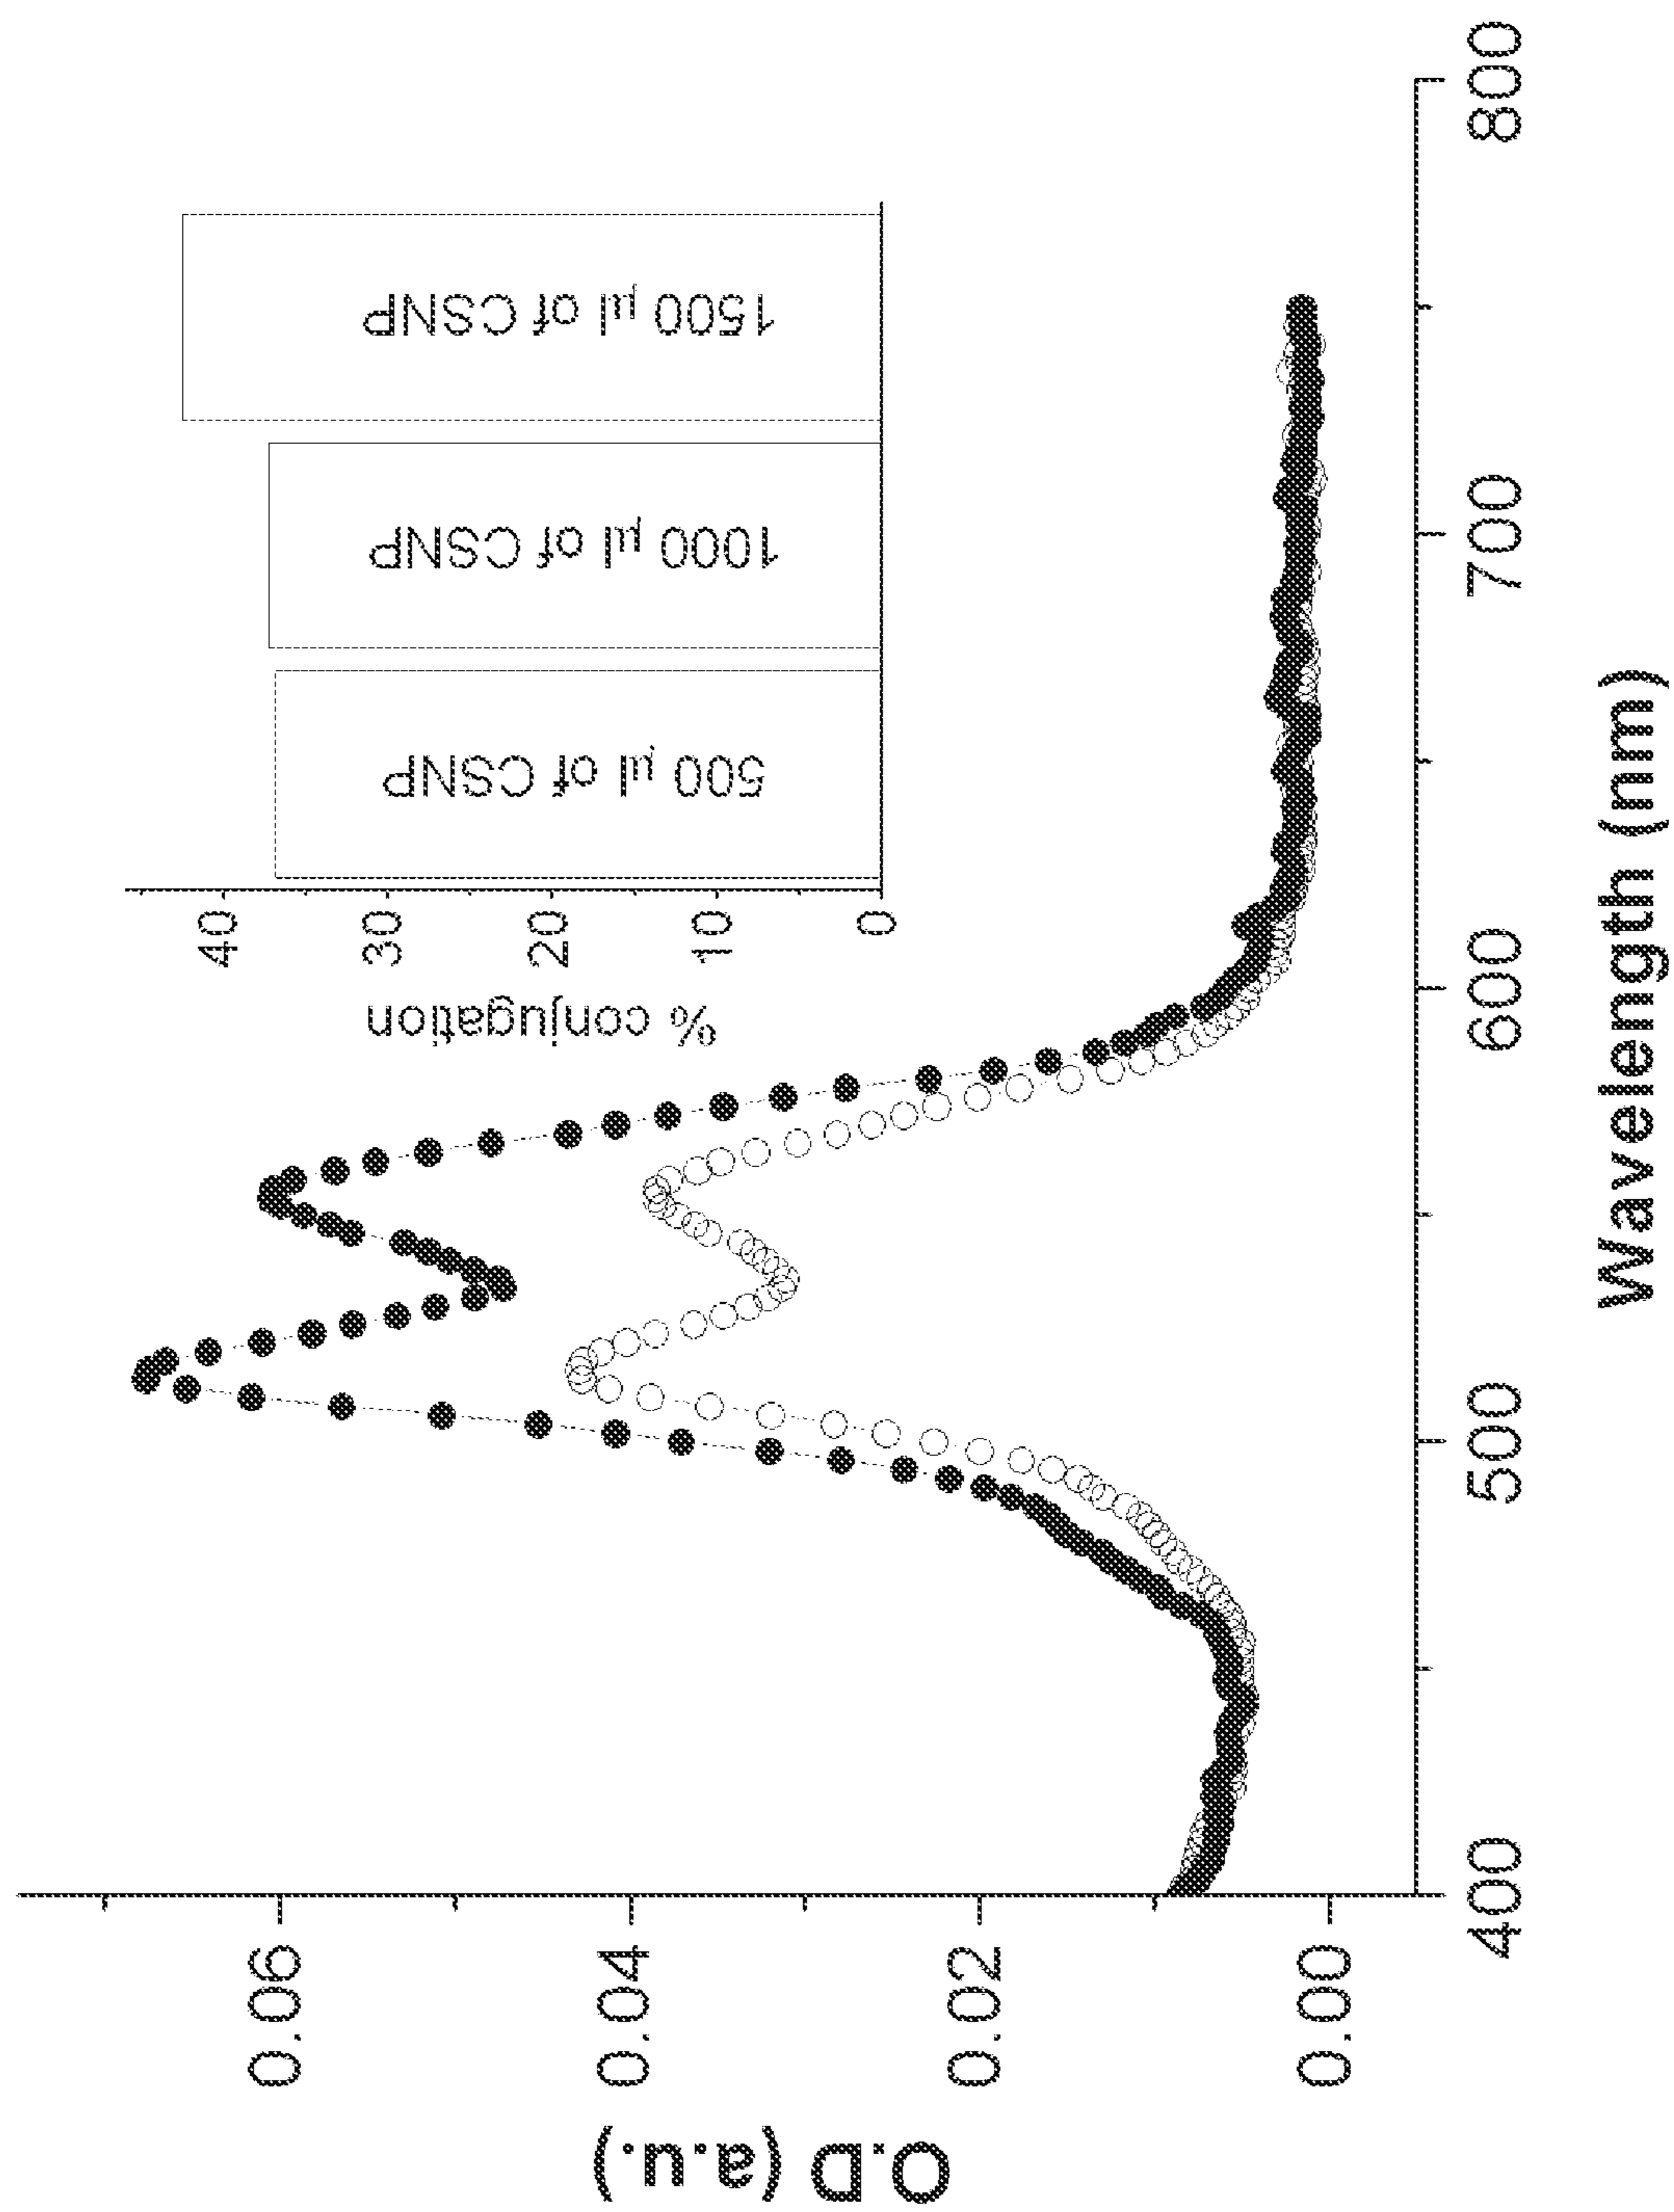 O.D (a.u.)
0.06
0.04
0.02
0.00
400
500
600
700
800
Wavelength (nm)
% conjugation
40
30
20
10
0
500 µl of CSNP
1000 µl of CSNP
1500 µl of CSNP